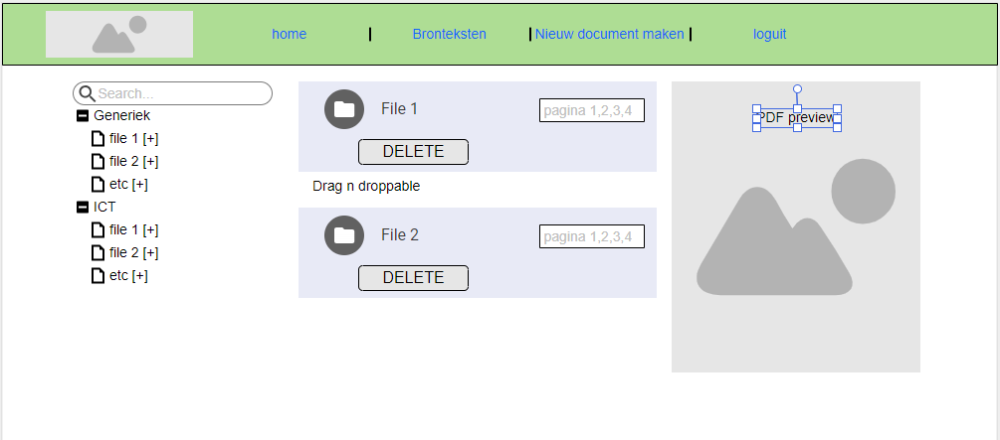 home | Bronteksten | Nieuw document maken | loguit
Search...
Generiek
file 1 [+]
file 2 [+]
etc [+]
ICT
file 1 [+]
file 2 [+]
etc [+]
File 1
pagina 1,2,3,4
DELETE
Drag n droppable
File 2
pagina 1,2,3,4
DELETE
PDF preview